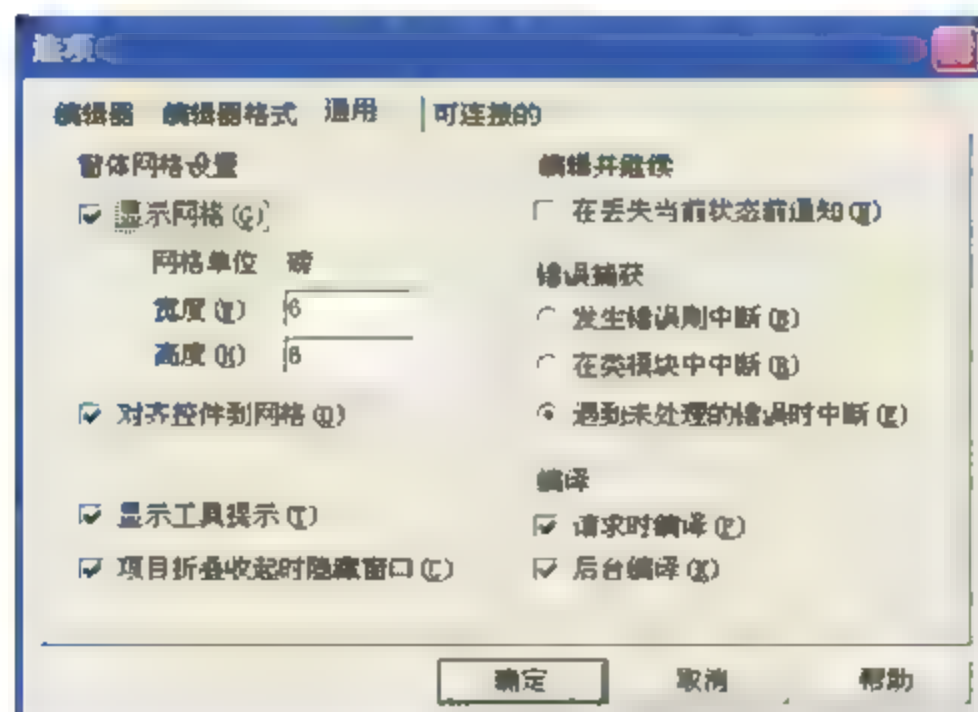 选项
编辑器 编辑器格式 通用 可连接的
窗体网格设置
显示网格(G)
网格单位 磅
宽度(W) 6
高度(H) 6
对齐控件到网格(Q)
显示工具提示(T)
项目折叠收起时隐藏窗口(C)
编辑并继续
在丢失当前状态前通知(N)
错误捕获
发生错误则中断(B)
在类模块中中断(R)
遇到未处理的错误时中断(E)
编译
请求时编译(F)
后台编译(X)
确定 取消 帮助